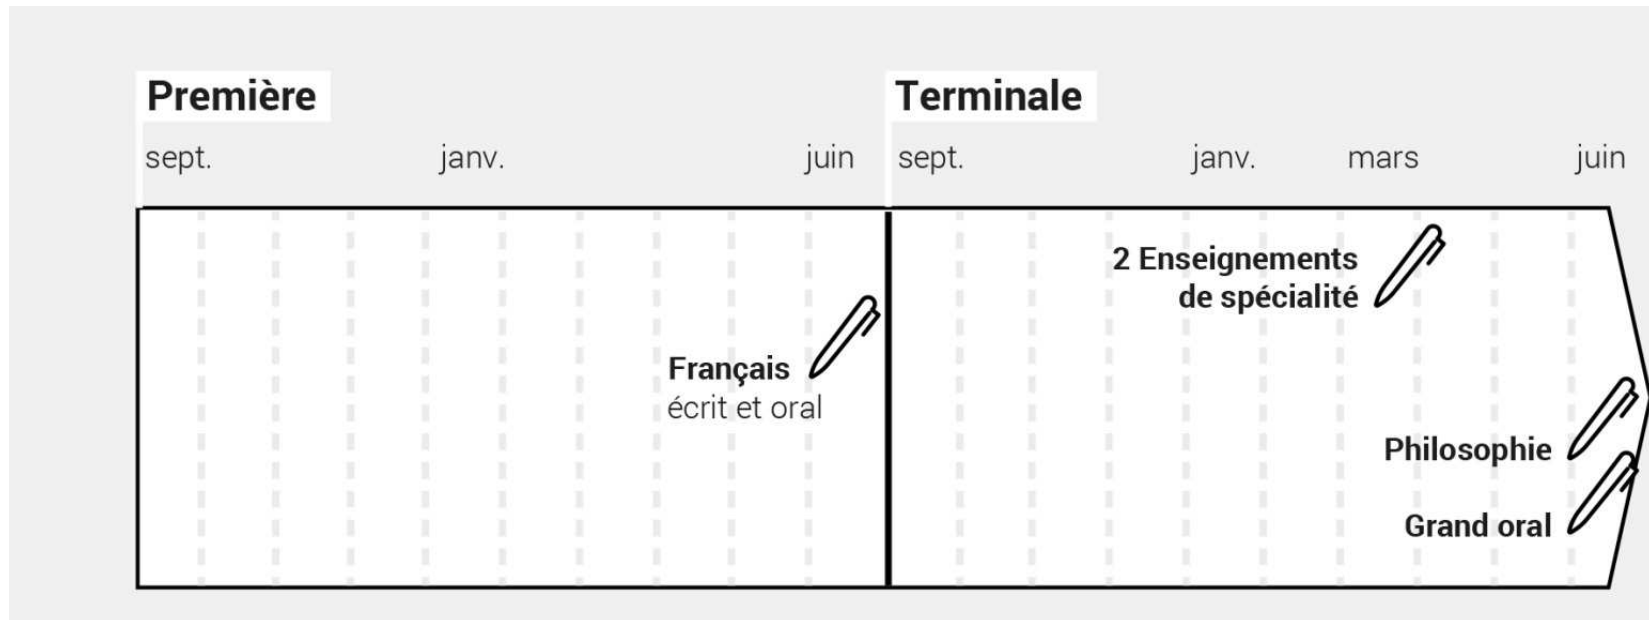 Première
Terminale
sept.
janv.
juin
sept.
janv.
mars
juin
2 Enseignements
de spécialité
Français
écrit et oral
Philosophie
Grand oral